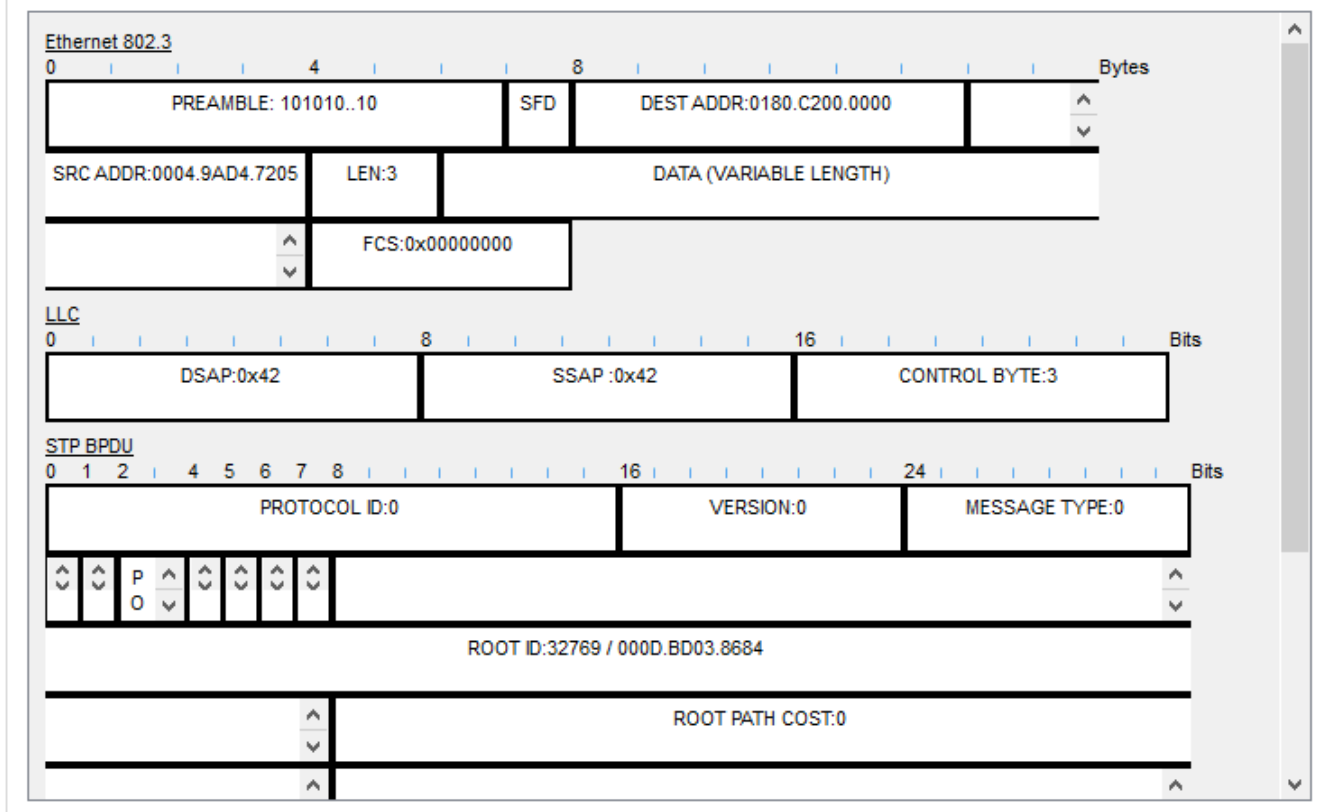 Ethernet 802.3
0 4 8 Bytes
PREAMBLE: 101010..10 SFD DEST ADDR:0180.C200.0000
SRC ADDR:0004.9AD4.7205 LEN:3 DATA (VARIABLE LENGTH)
FCS:0x00000000
LLC
0 8 16 Bits
DSAP:0x42 SSAP :0x42 CONTROL BYTE:3
STP BPDU
0 1 2 4 5 6 7 8 16 24 Bits
PROTOCOL ID:0 VERSION:0 MESSAGE TYPE:0
P
O
ROOT ID:32769 / 000D.BD03.8684
ROOT PATH COST:0